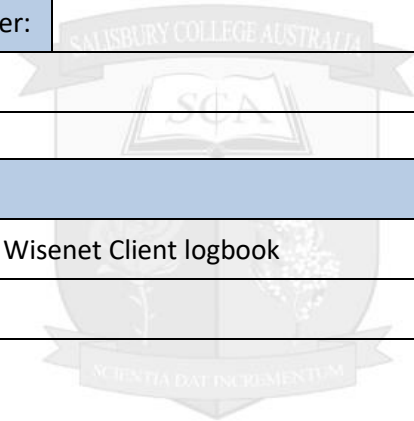 er:
SALISBURY COLLEGE AUSTRALIA
SCA
Wisenet Client logbook
SCIENTIA DAT INCREMENTUM